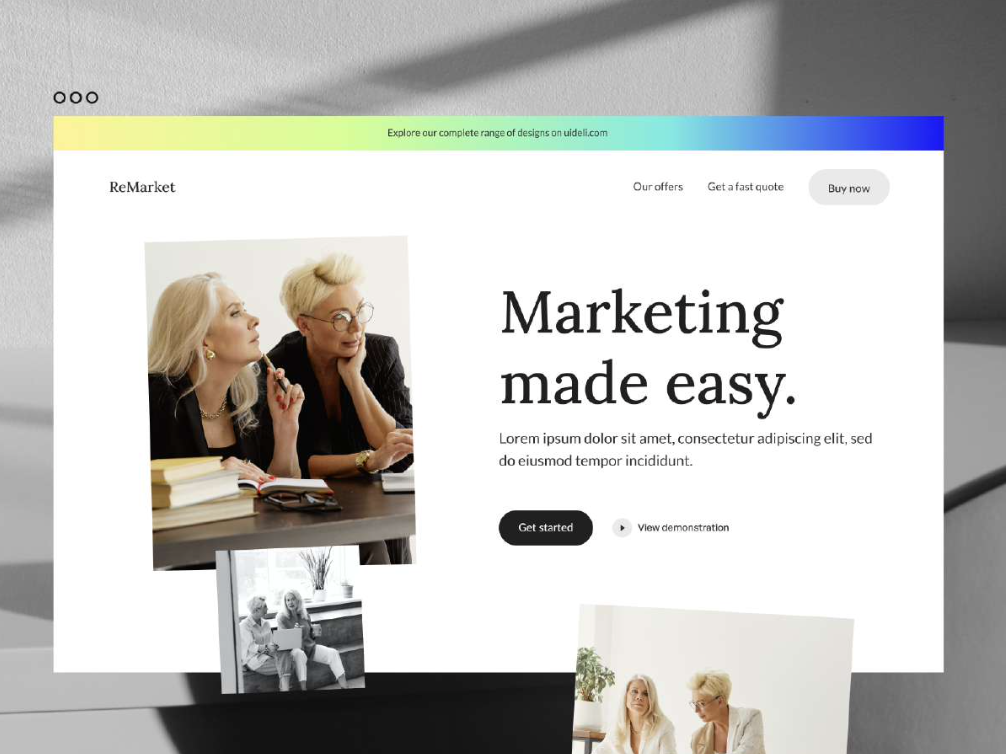 Explore our complete range of designs on uideli.com
ReMarket
Our offers
Get a fast quote
Buy now
Marketing
made easy.
Lorem ipsum dolor sit amet, consectetur adipiscing elit, sed
do eiusmod tempor incididunt.
Get started
View demonstration